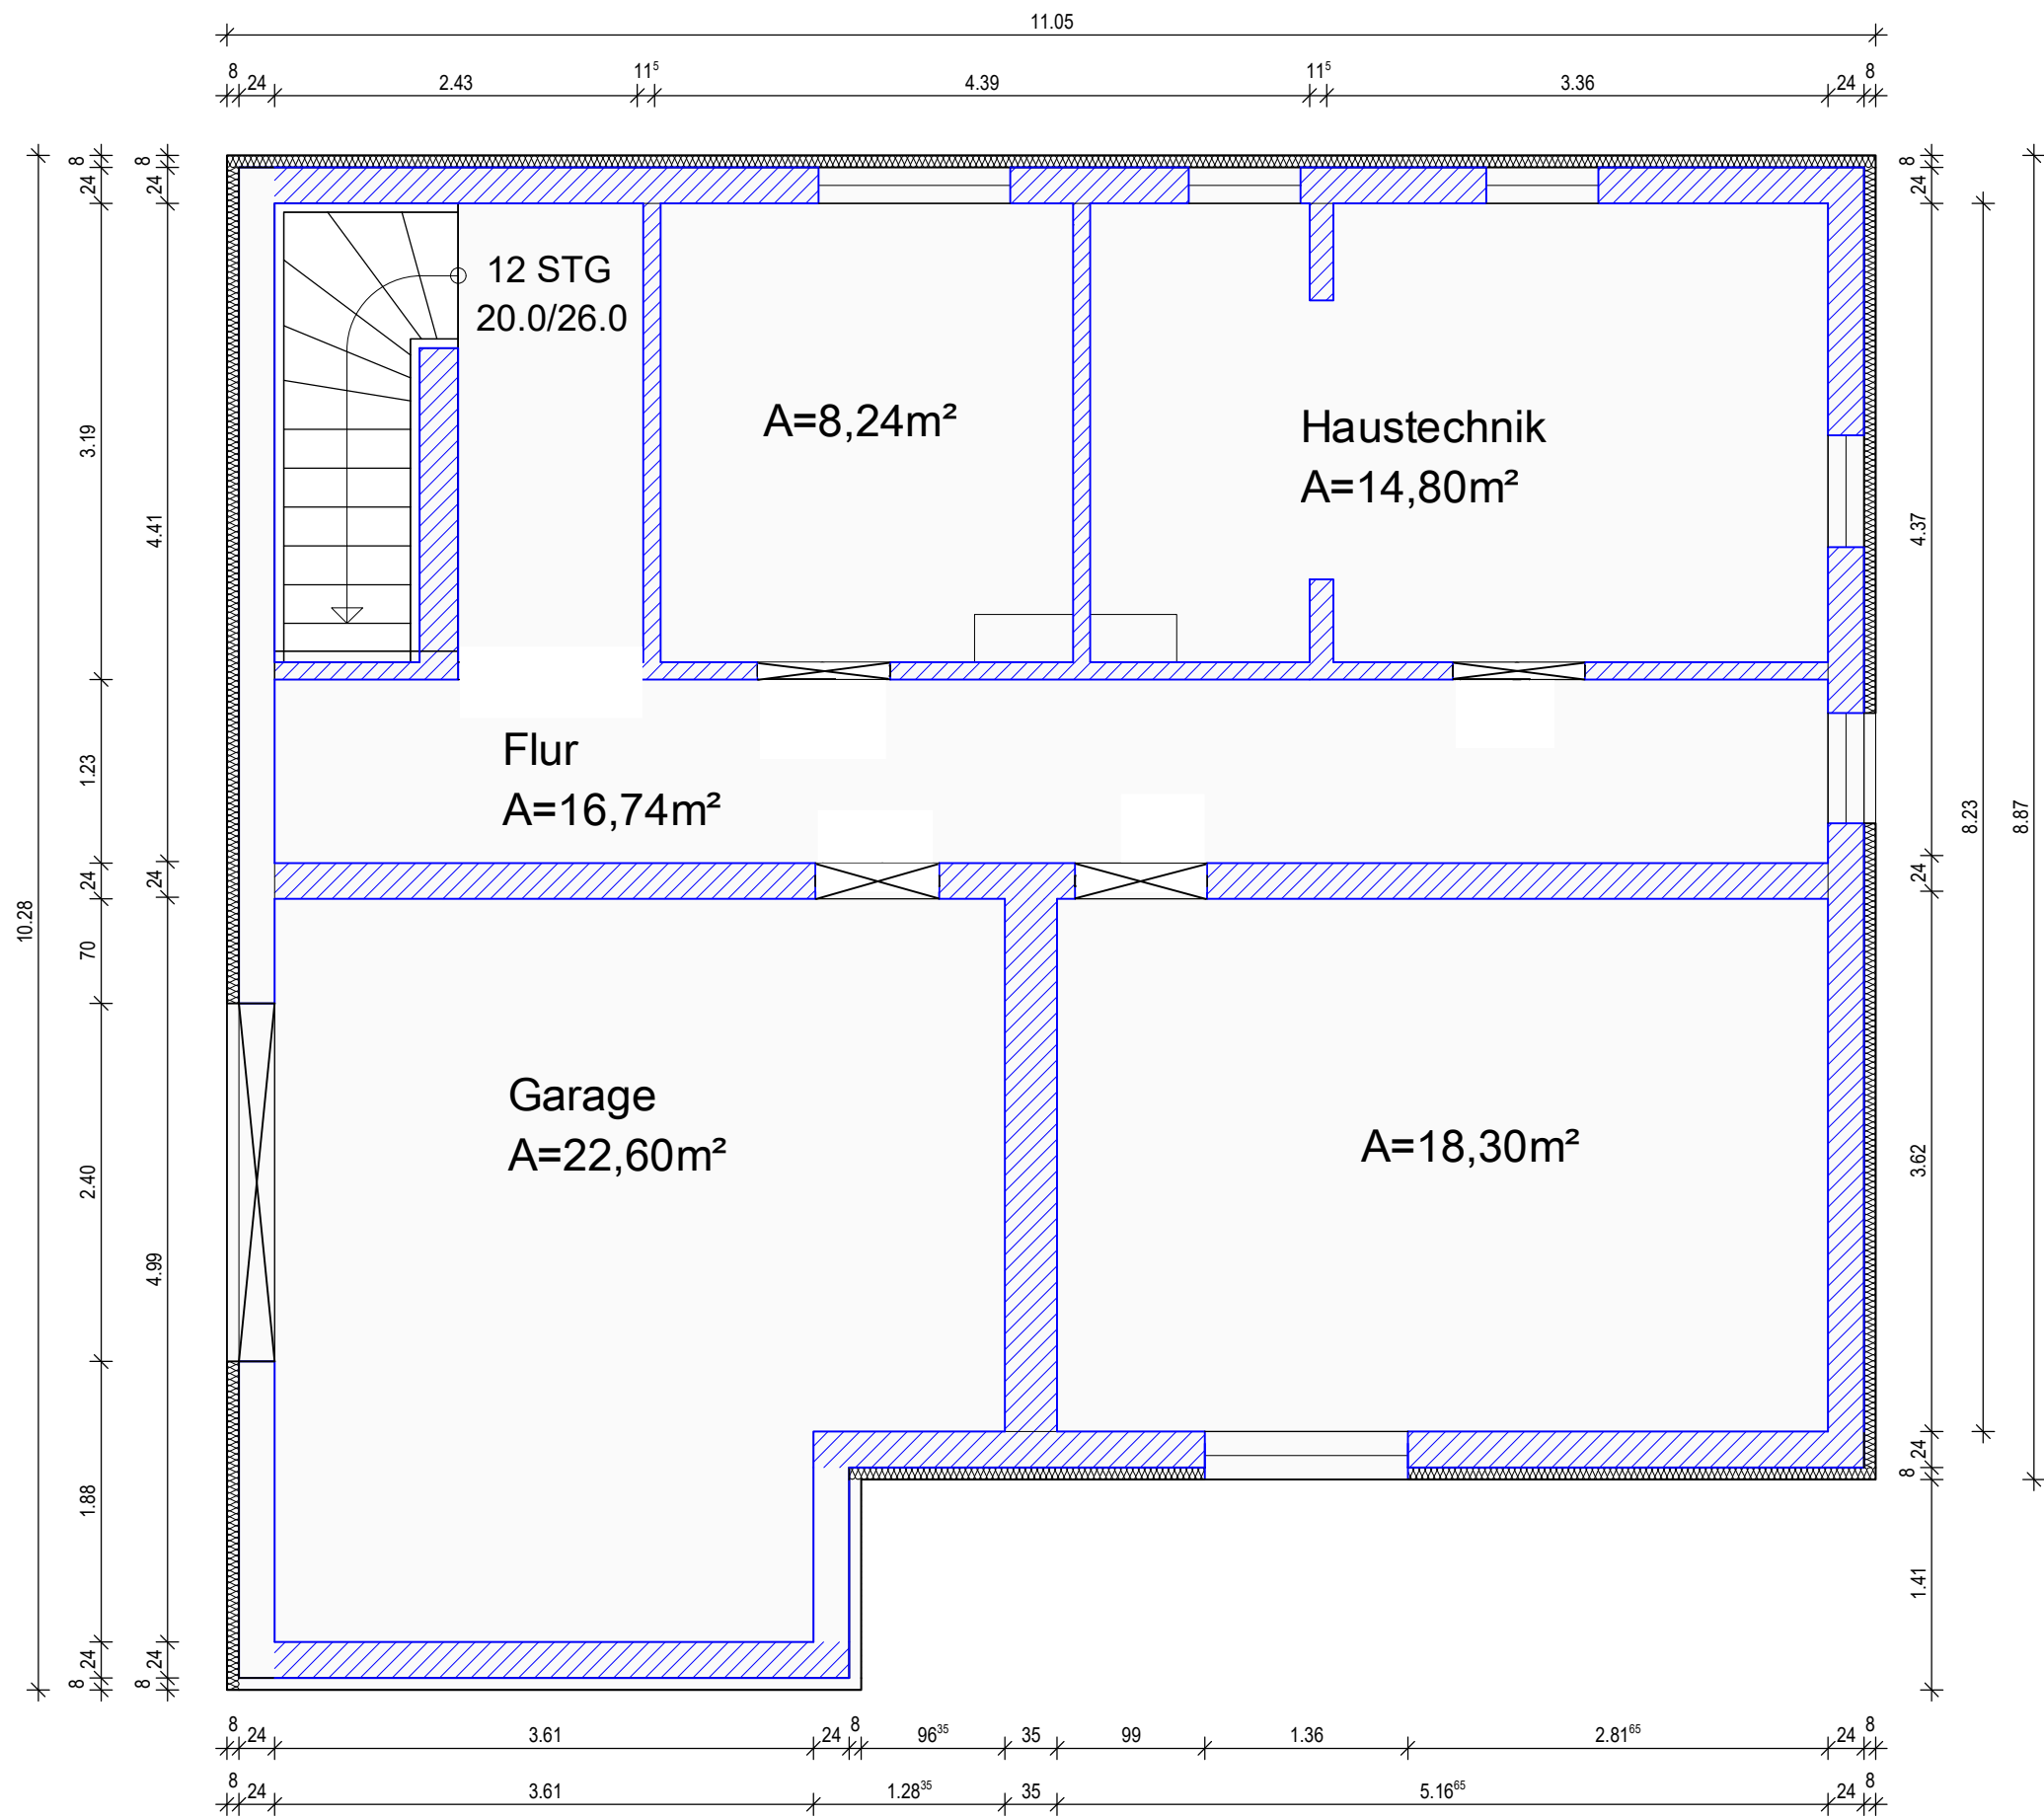 11.05
8 24 2.43 11⁵ 4.39 11⁵ 3.36 24 8
8 8 8
24 24 24
12 STG
20.0/26.0
A=8,24m²
Haustechnik
A=14,80m²
3.19
4.41
4.37
Flur
A=16,74m²
1.23
8.23
8.87
24 24 24
10.28
70
Garage
A=22,60m²
A=18,30m²
2.40
3.62
4.99
24
8
1.88
1.41
24 24
8 8
8 24 3.61 24 8 96³⁵ 35 99 1.36 2.81⁶⁵ 24 8
8 24 3.61 1.28³⁵ 35 5.16⁶⁵ 24 8